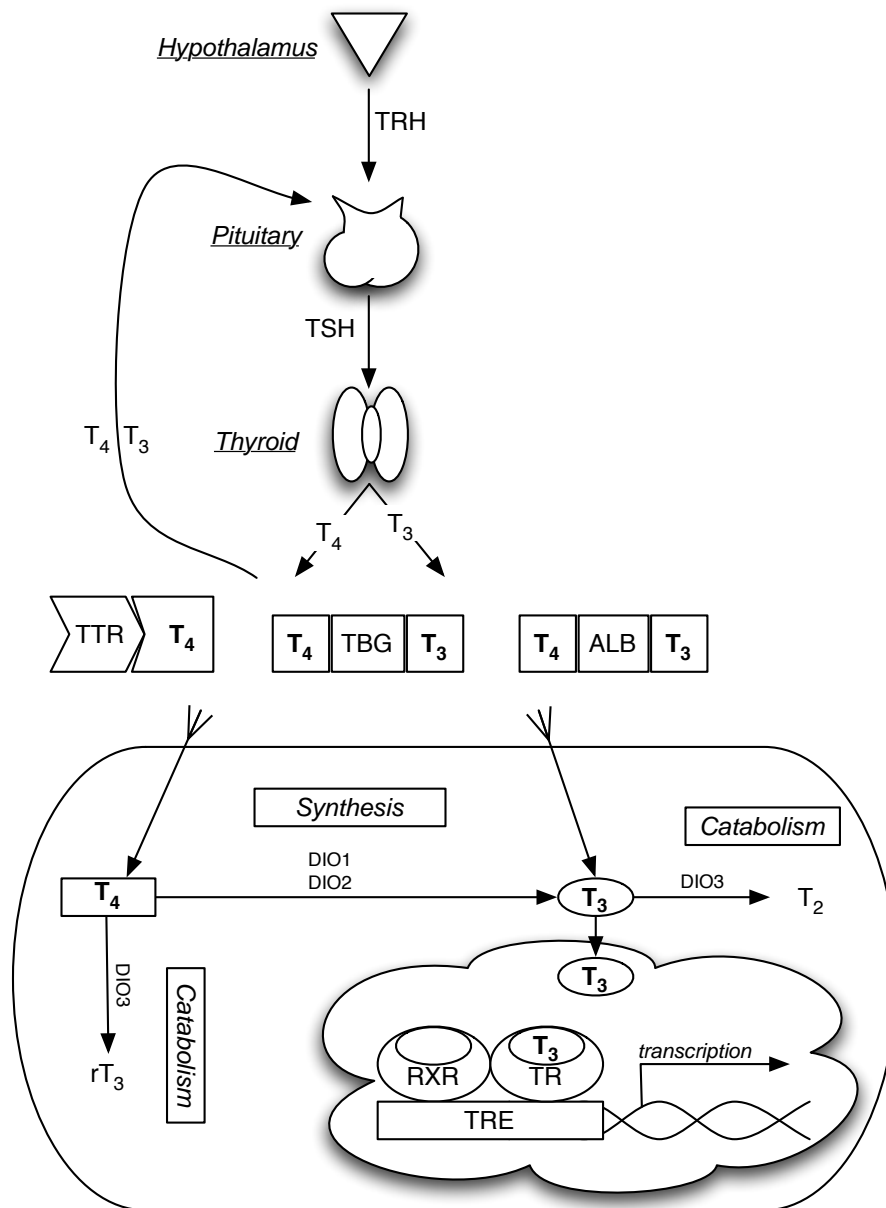 Hypothalamus
TRH
Pituitary
TSH
T4 T3
Thyroid
T4 T3
TTR T4
T4 TBG T3
T4 ALB T3
Synthesis
Catabolism
DIO1
DIO2
T4
T3
DIO3
T2
DIO3
Catabolism
rT3
T3
T3
RXR TR
transcription
TRE